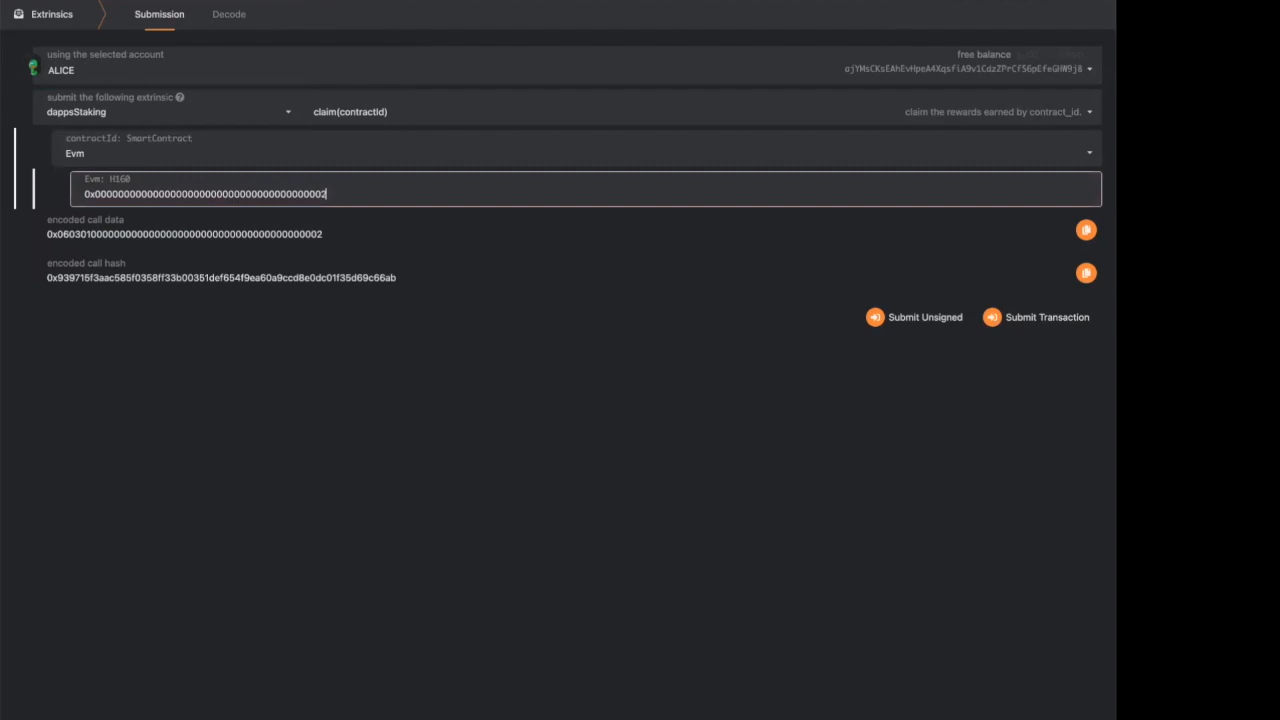 Extrinsics Submission Decode
using the selected account free balance
ALICE
submit the following extrinsic
dappsStaking claim(contractId) claim the rewards earned by contract_id.
contractId: SmartContract
Evm
Evm: H160
0x0000000000000000000000000000000000000002
encoded call data
0x0603010000000000000000000000000000000000000002
encoded call hash
0x939715f3aac585f0358ff33b00351def654f9ea60a9ccd8e0dc01f35d69c66ab
Submit Unsigned Submit Transaction